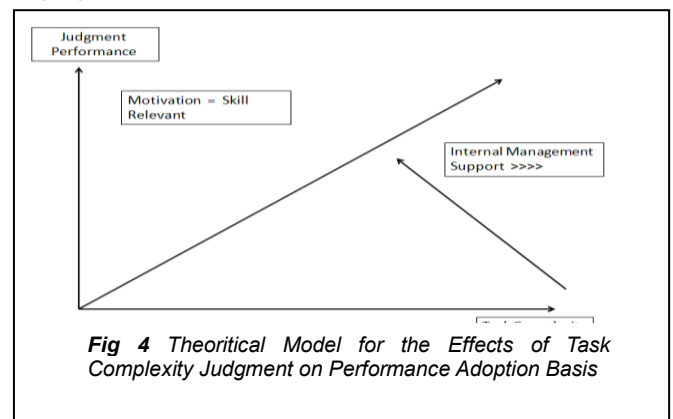 Judgment
Performance
Motivation = Skill
Relevant
Internal Management
Support >>>>
Fig 4 Theoritical Model for the Effects of Task
Complexity Judgment on Performance Adoption Basis